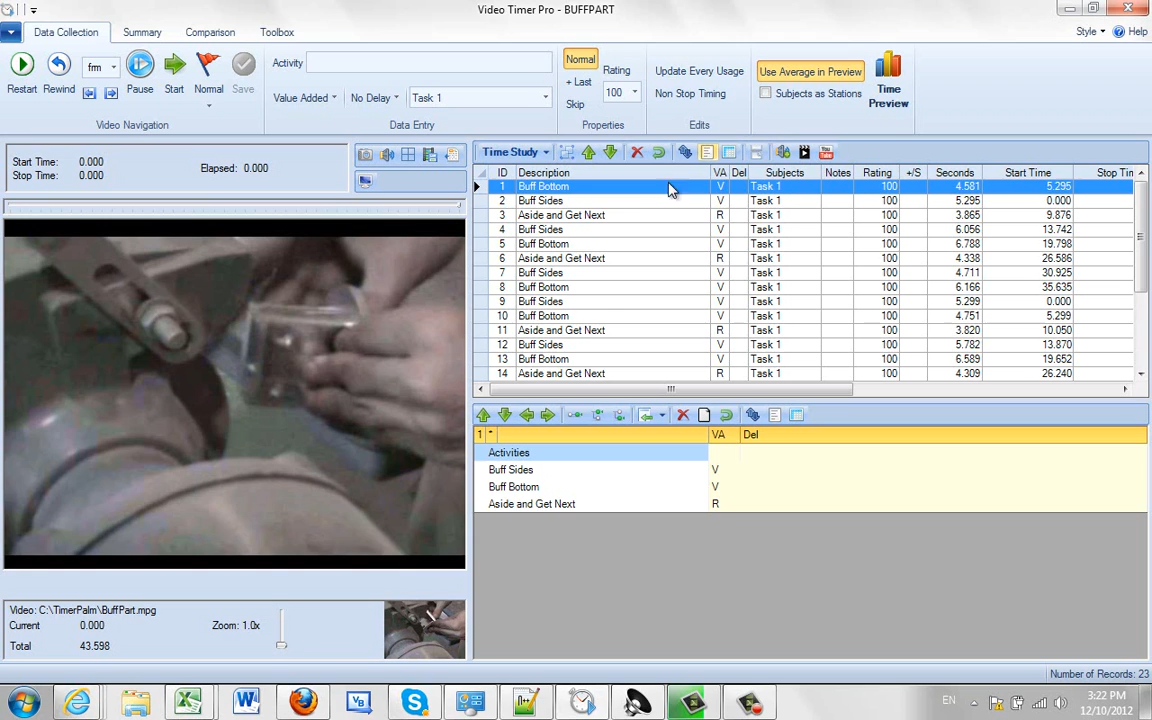 Video Timer Pro - BUFFPART
Data Collection Summary Comparison Toolbox Style Help
Restart Rewind frm Pause Start Normal Save
Video Navigation
Activity
Value Added No Delay Task 1
Data Entry
Normal
+ Last
Skip
Rating
100
Properties
Update Every Usage
Non Stop Timing
Edits
Use Average in Preview
Subjects as Stations
Time Preview
Start Time: 0.000
Stop Time: 0.000
Elapsed: 0.000
Time Study
You Tube
ID Description VA Del Subjects Notes Rating +/S Seconds Start Time Stop Tin
1 Buff Bottom V Task 1 100 4.581 5.295
2 Buff Sides V Task 1 100 5.295 0.000
3 Aside and Get Next R Task 1 100 3.865 9.876
4 Buff Sides V Task 1 100 6.056 13.742
5 Buff Bottom V Task 1 100 6.788 19.798
6 Aside and Get Next R Task 1 100 4.338 26.586
7 Buff Sides V Task 1 100 4.711 30.925
8 Buff Bottom V Task 1 100 6.166 35.635
9 Buff Sides V Task 1 100 5.299 0.000
10 Buff Bottom V Task 1 100 4.751 5.299
11 Aside and Get Next R Task 1 100 3.820 10.050
12 Buff Sides V Task 1 100 5.782 13.870
13 Buff Bottom V Task 1 100 6.589 19.652
14 Aside and Get Next R Task 1 100 4.309 26.240
1 * VA Del
Activities
Buff Sides V
Buff Bottom V
Aside and Get Next R
Video: C:\TimerPalm\BuffPart.mpg
Current 0.000 Zoom: 1.0x
Total 43.598
Number of Records: 23
EN
3:22 PM
12/10/2012